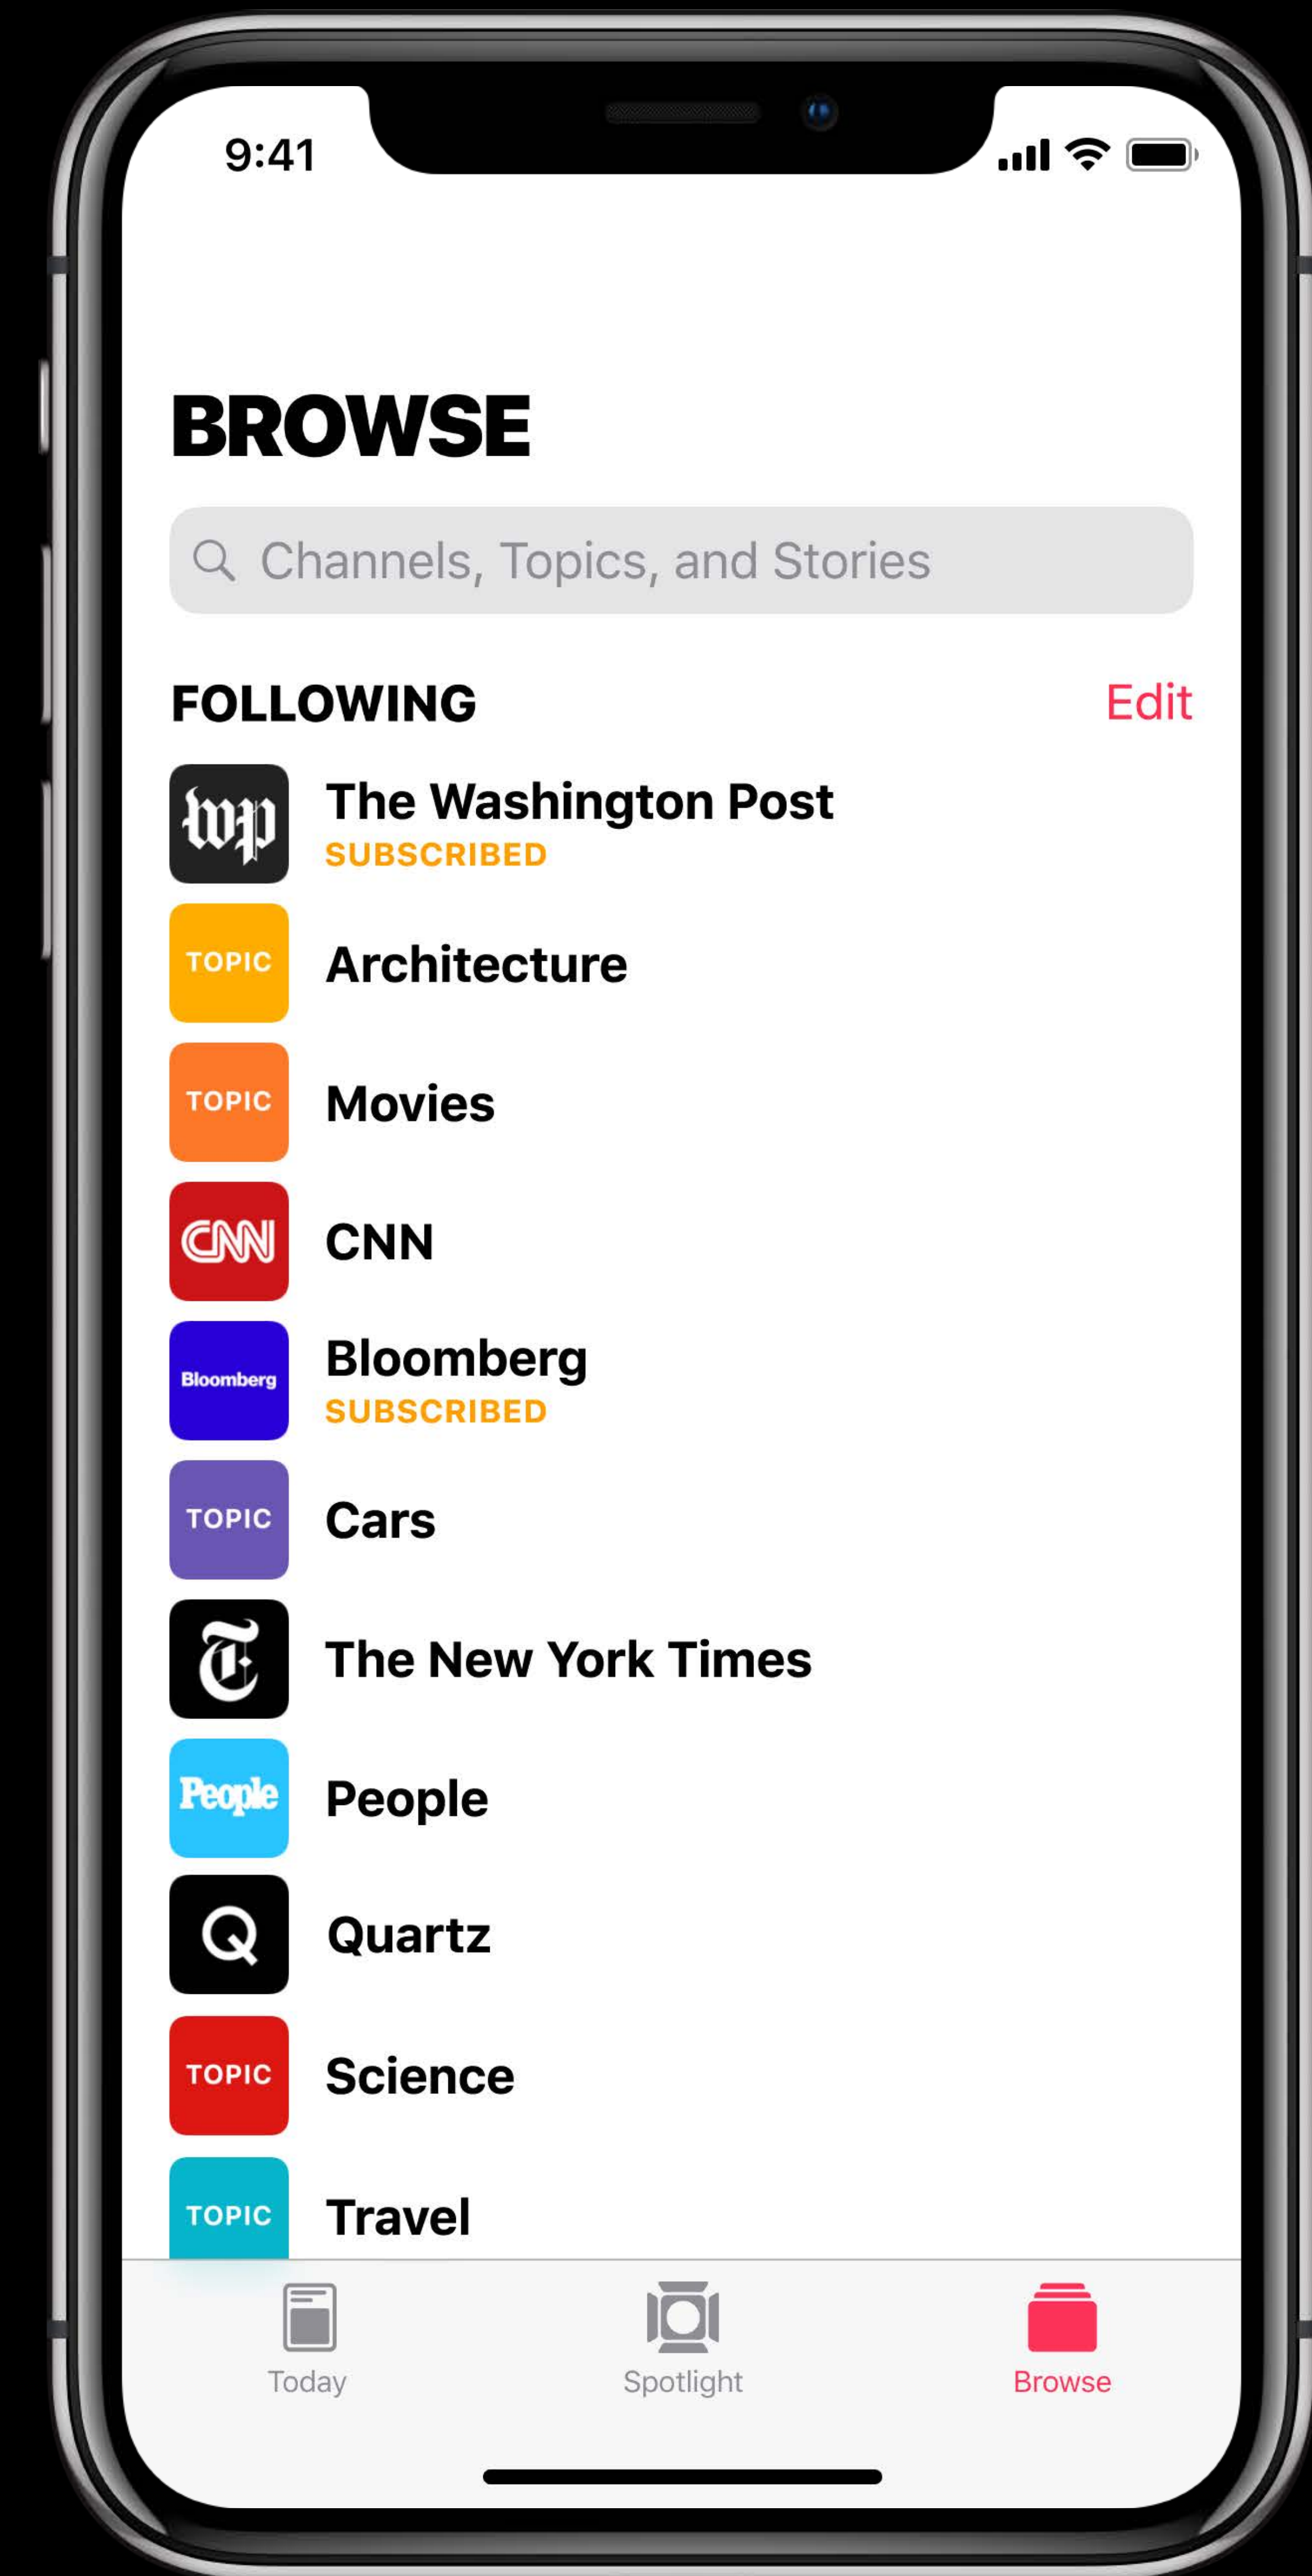 9:41
BROWSE
Channels, Topics, and Stories
FOLLOWING Edit
wp The Washington Post
SUBSCRIBED
TOPIC Architecture
TOPIC Movies
CNN CNN
Bloomberg Bloomberg
SUBSCRIBED
TOPIC Cars
T The New York Times
People People
Q Quartz
TOPIC Science
TOPIC Travel
Today Spotlight Browse